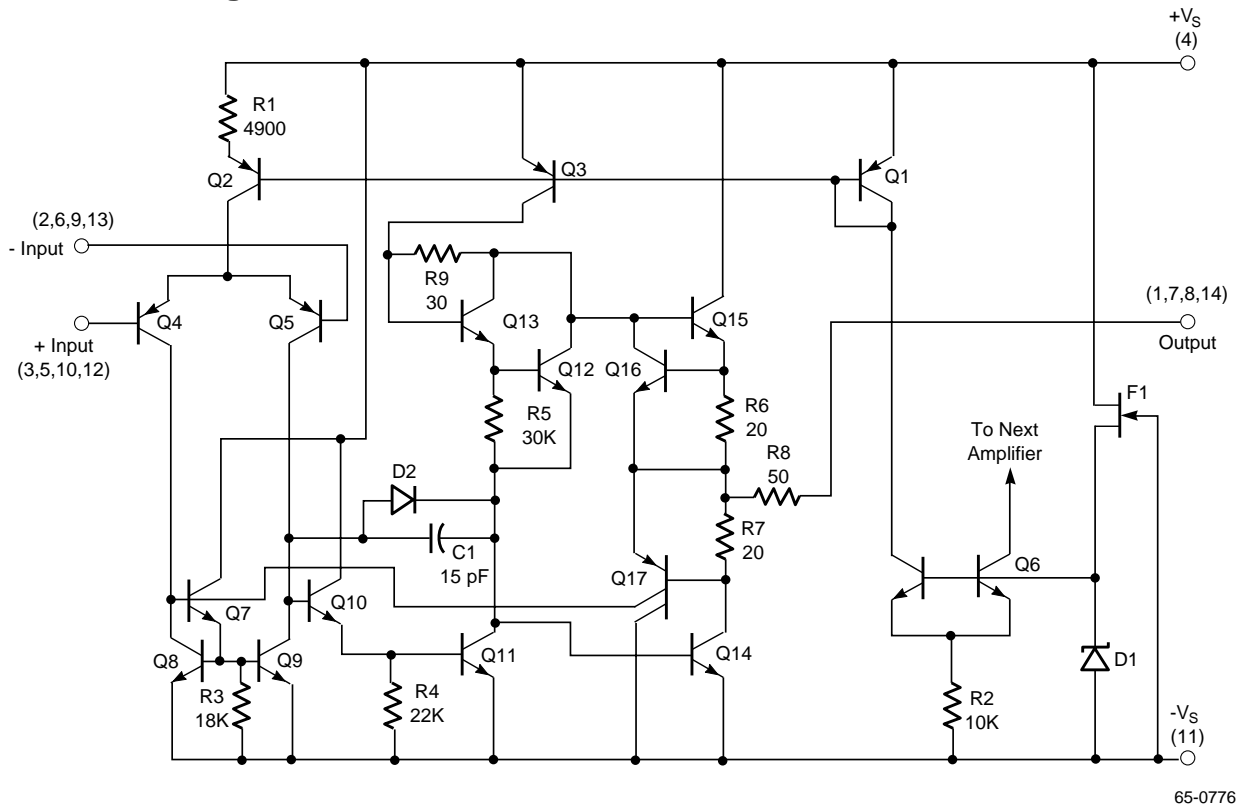 +VS
(4)
R1
4900
Q2
Q3
Q1
(2,6,9,13)
- Input
R9
30
(1,7,8,14)
Output
Q4
Q5
Q13
Q15
+ Input
(3,5,10,12)
Q12
Q16
F1
R5
30K
R6
20
To Next
Amplifier
R8
50
D2
C1
15 pF
R7
20
Q17
Q6
Q7
Q10
Q8
Q9
Q11
Q14
D1
R3
18K
R4
22K
R2
10K
-VS
(11)
65-0776